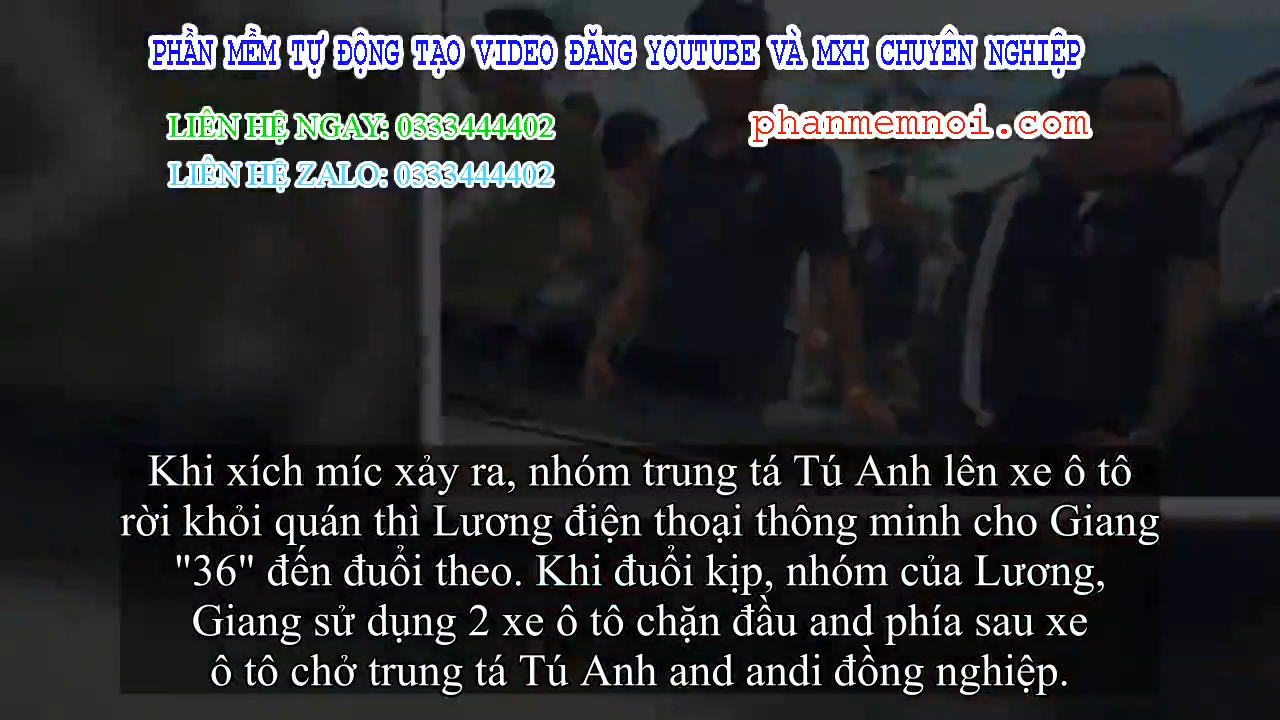 PHẦN MỀM TỰ ĐỘNG TẠO VIDEO ĐĂNG YOUTUBE VÀ MXH CHUYÊN NGHIỆP
LIÊN HỆ NGAY: 0333444402
phanmemnoi.com
LIÊN HỆ ZALO: 0333444402
Khi xích míc xảy ra, nhóm trung tá Tú Anh lên xe ô tô
rời khỏi quán thì Lương điện thoại thông minh cho Giang
"36" đến đuổi theo. Khi đuổi kịp, nhóm của Lương,
Giang sử dụng 2 xe ô tô chặn đầu and phía sau xe
ô tô chở trung tá Tú Anh and andi đồng nghiệp.